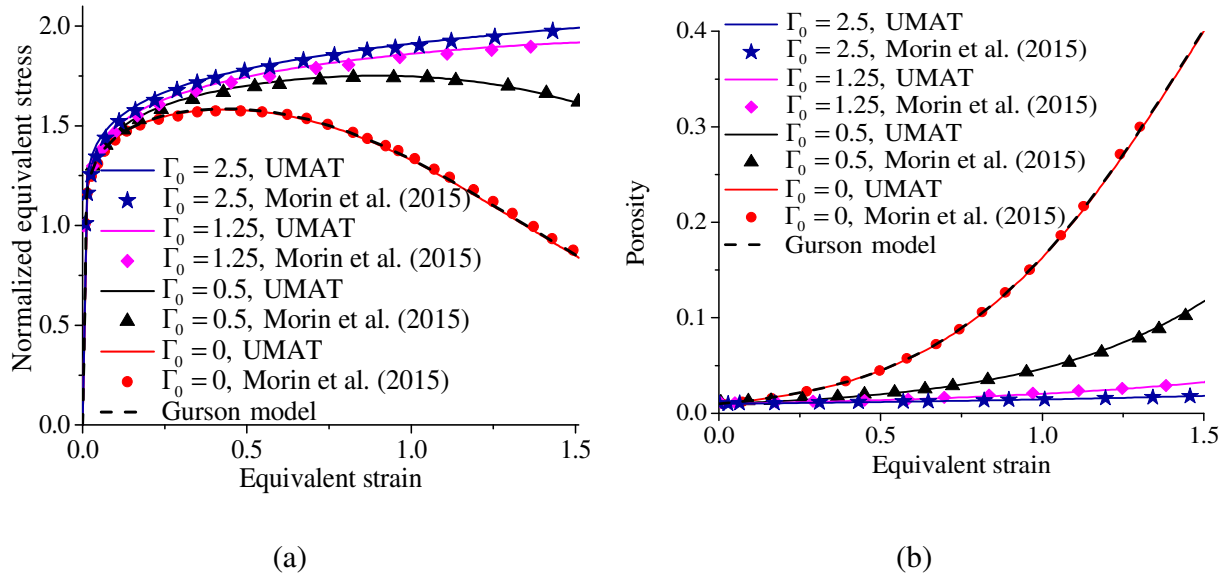 2.0
1.5
1.0
0.5
0.0
Normalized equivalent stress
Γ0 = 2.5, UMAT
Γ0 = 2.5, Morin et al. (2015)
Γ0 = 1.25, UMAT
Γ0 = 1.25, Morin et al. (2015)
Γ0 = 0.5, UMAT
Γ0 = 0.5, Morin et al. (2015)
Γ0 = 0, UMAT
Γ0 = 0, Morin et al. (2015)
Gurson model
0.0 0.5 1.0 1.5
Equivalent strain
(a)
0.4
0.3
0.2
0.1
0.0
Porosity
Γ0 = 2.5, UMAT
Γ0 = 2.5, Morin et al. (2015)
Γ0 = 1.25, UMAT
Γ0 = 1.25, Morin et al. (2015)
Γ0 = 0.5, UMAT
Γ0 = 0.5, Morin et al. (2015)
Γ0 = 0, UMAT
Γ0 = 0, Morin et al. (2015)
Gurson model
0.0 0.5 1.0 1.5
Equivalent strain
(b)